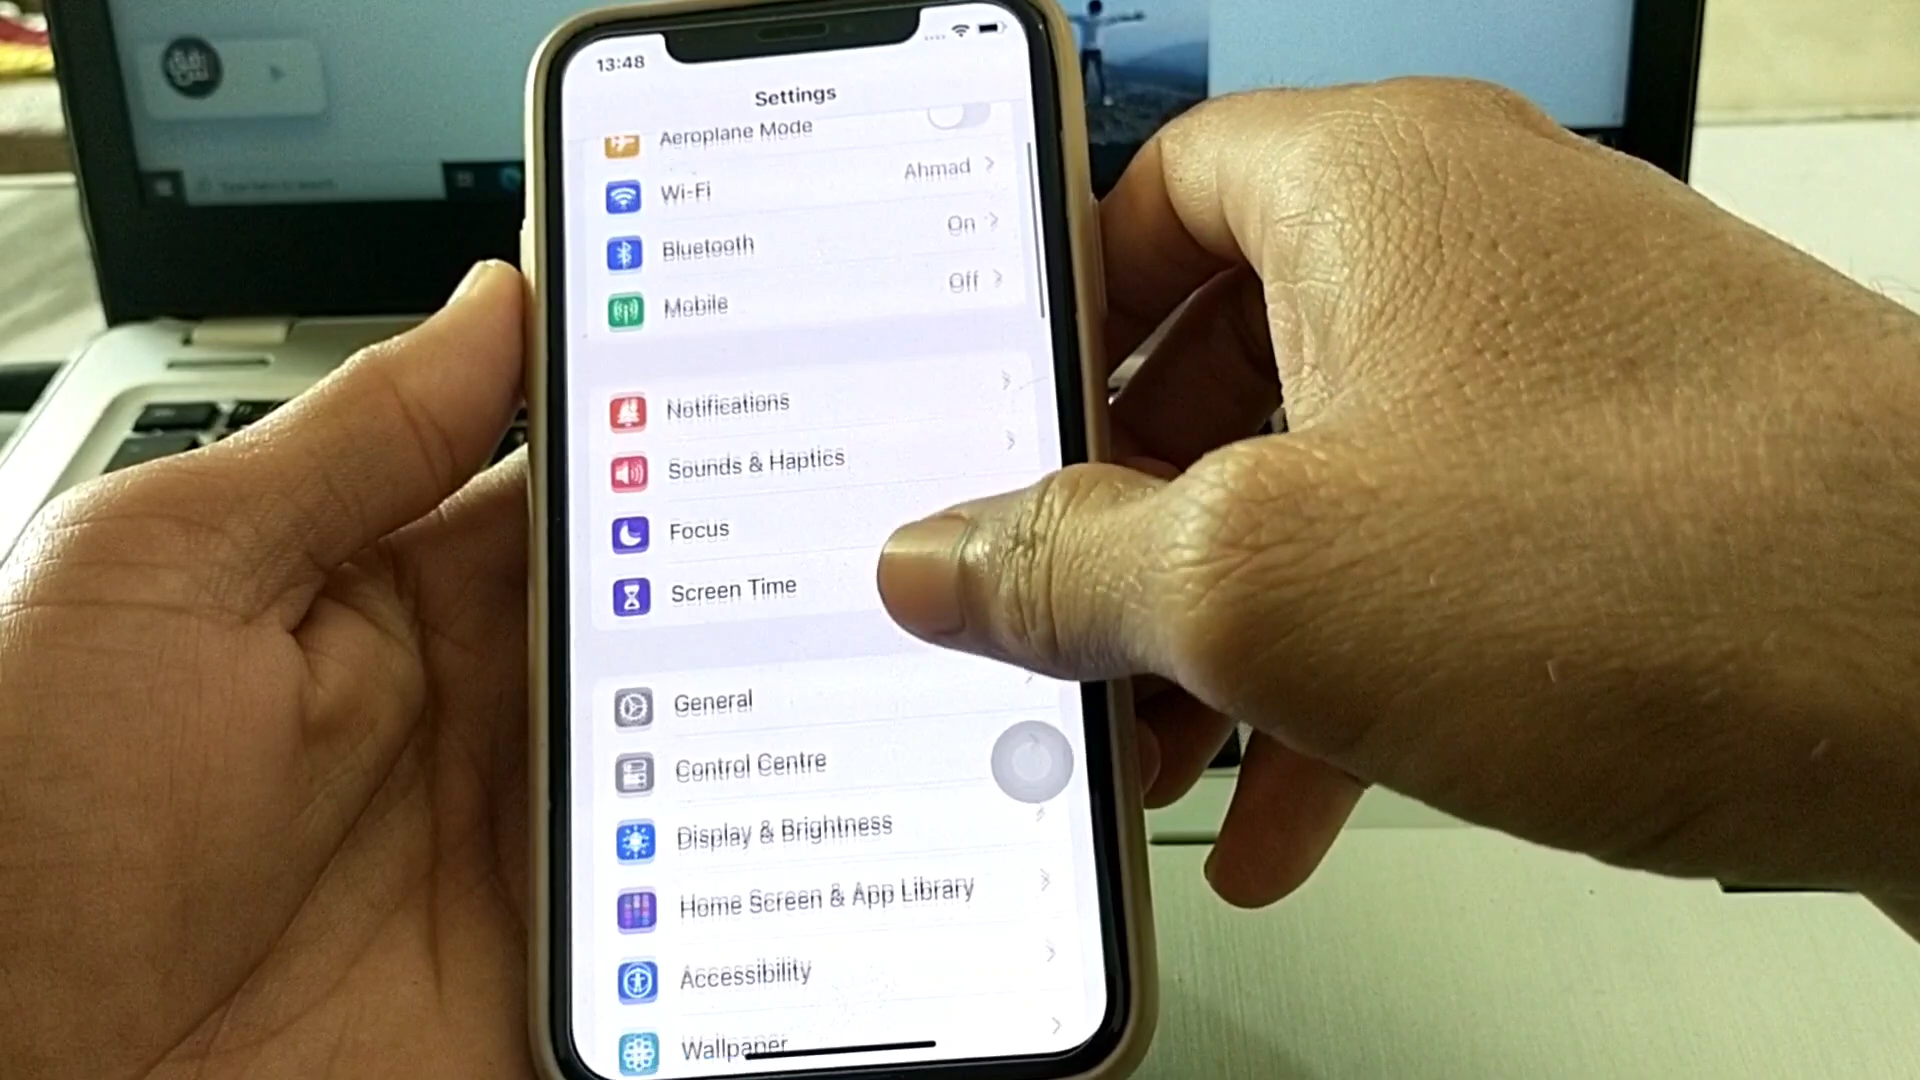 13:48
Settings
Aeroplane Mode
Wi-Fi Ahmad
Bluetooth On
Mobile Off
Notifications
Sounds & Haptics
Focus
Screen Time
General
Control Centre
Display & Brightness
Home Screen & App Library
Accessibility
Wallpaper